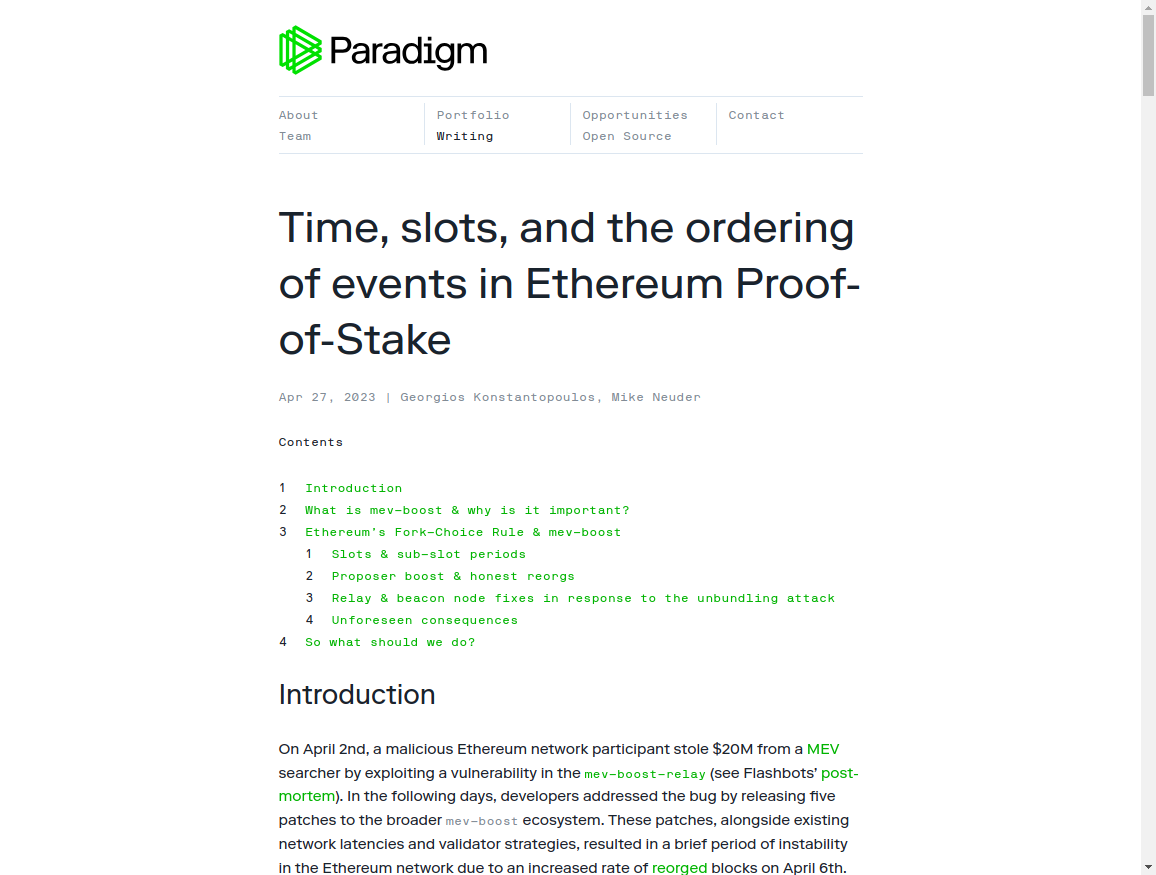 Paradigm
About
Team
Portfolio
Writing
Opportunities
Open Source
Contact
Time, slots, and the ordering
of events in Ethereum Proof-
of-Stake
Apr 27, 2023 | Georgios Konstantopoulos, Mike Neuder
Contents
1 Introduction
2 What is mev-boost & why is it important?
3 Ethereum's Fork-Choice Rule & mev-boost
1 Slots & sub-slot periods
2 Proposer boost & honest reorgs
3 Relay & beacon node fixes in response to the unbundling attack
4 Unforeseen consequences
4 So what should we do?
Introduction
On April 2nd, a malicious Ethereum network participant stole $20M from a MEV
searcher by exploiting a vulnerability in the mev-boost-relay (see Flashbots’ post-
mortem). In the following days, developers addressed the bug by releasing five
patches to the broader mev-boost ecosystem. These patches, alongside existing
network latencies and validator strategies, resulted in a brief period of instability
in the Ethereum network due to an increased rate of reorged blocks on April 6th.